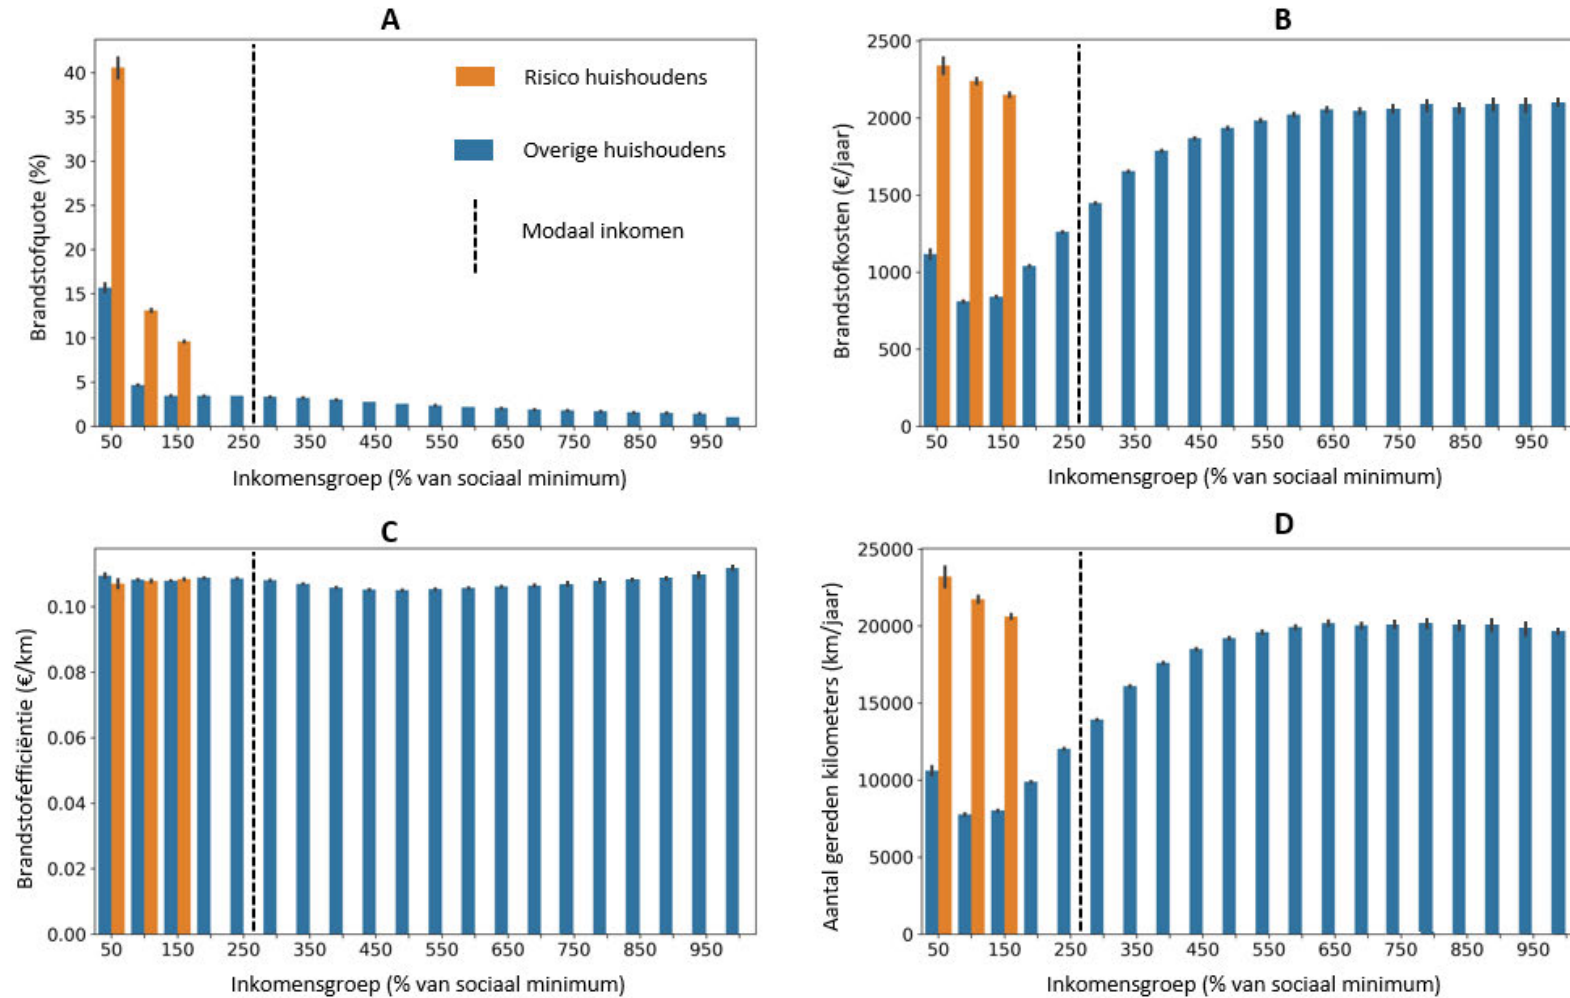 A
Brandstofquote (%)
40
35
30
25
20
15
10
5
0
50 150 250 350 450 550 650 750 850 950
Inkomensgroep (% van sociaal minimum)
Risico huishoudens
Overige huishoudens
Modaal inkomen
B
Brandstofkosten (€/jaar)
2500
2000
1500
1000
500
0
50 150 250 350 450 550 650 750 850 950
Inkomensgroep (% van sociaal minimum)
C
Brandstofefficiëntie (€/km)
0.10
0.08
0.06
0.04
0.02
0.00
50 150 250 350 450 550 650 750 850 950
Inkomensgroep (% van sociaal minimum)
D
Aantal gereden kilometers (km/jaar)
25000
20000
15000
10000
5000
0
50 150 250 350 450 550 650 750 850 950
Inkomensgroep (% van sociaal minimum)